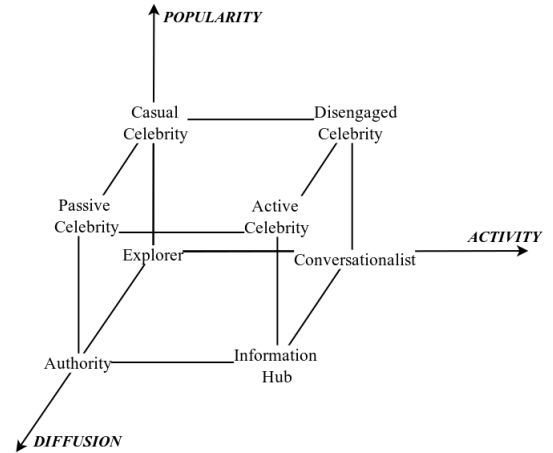 POPULARITY
Casual
Celebrity
Disengaged
Celebrity
Passive
Celebrity
Active
Celebrity
ACTIVITY
Explorer
Conversationalist
Authority
Information
Hub
DIFFUSION